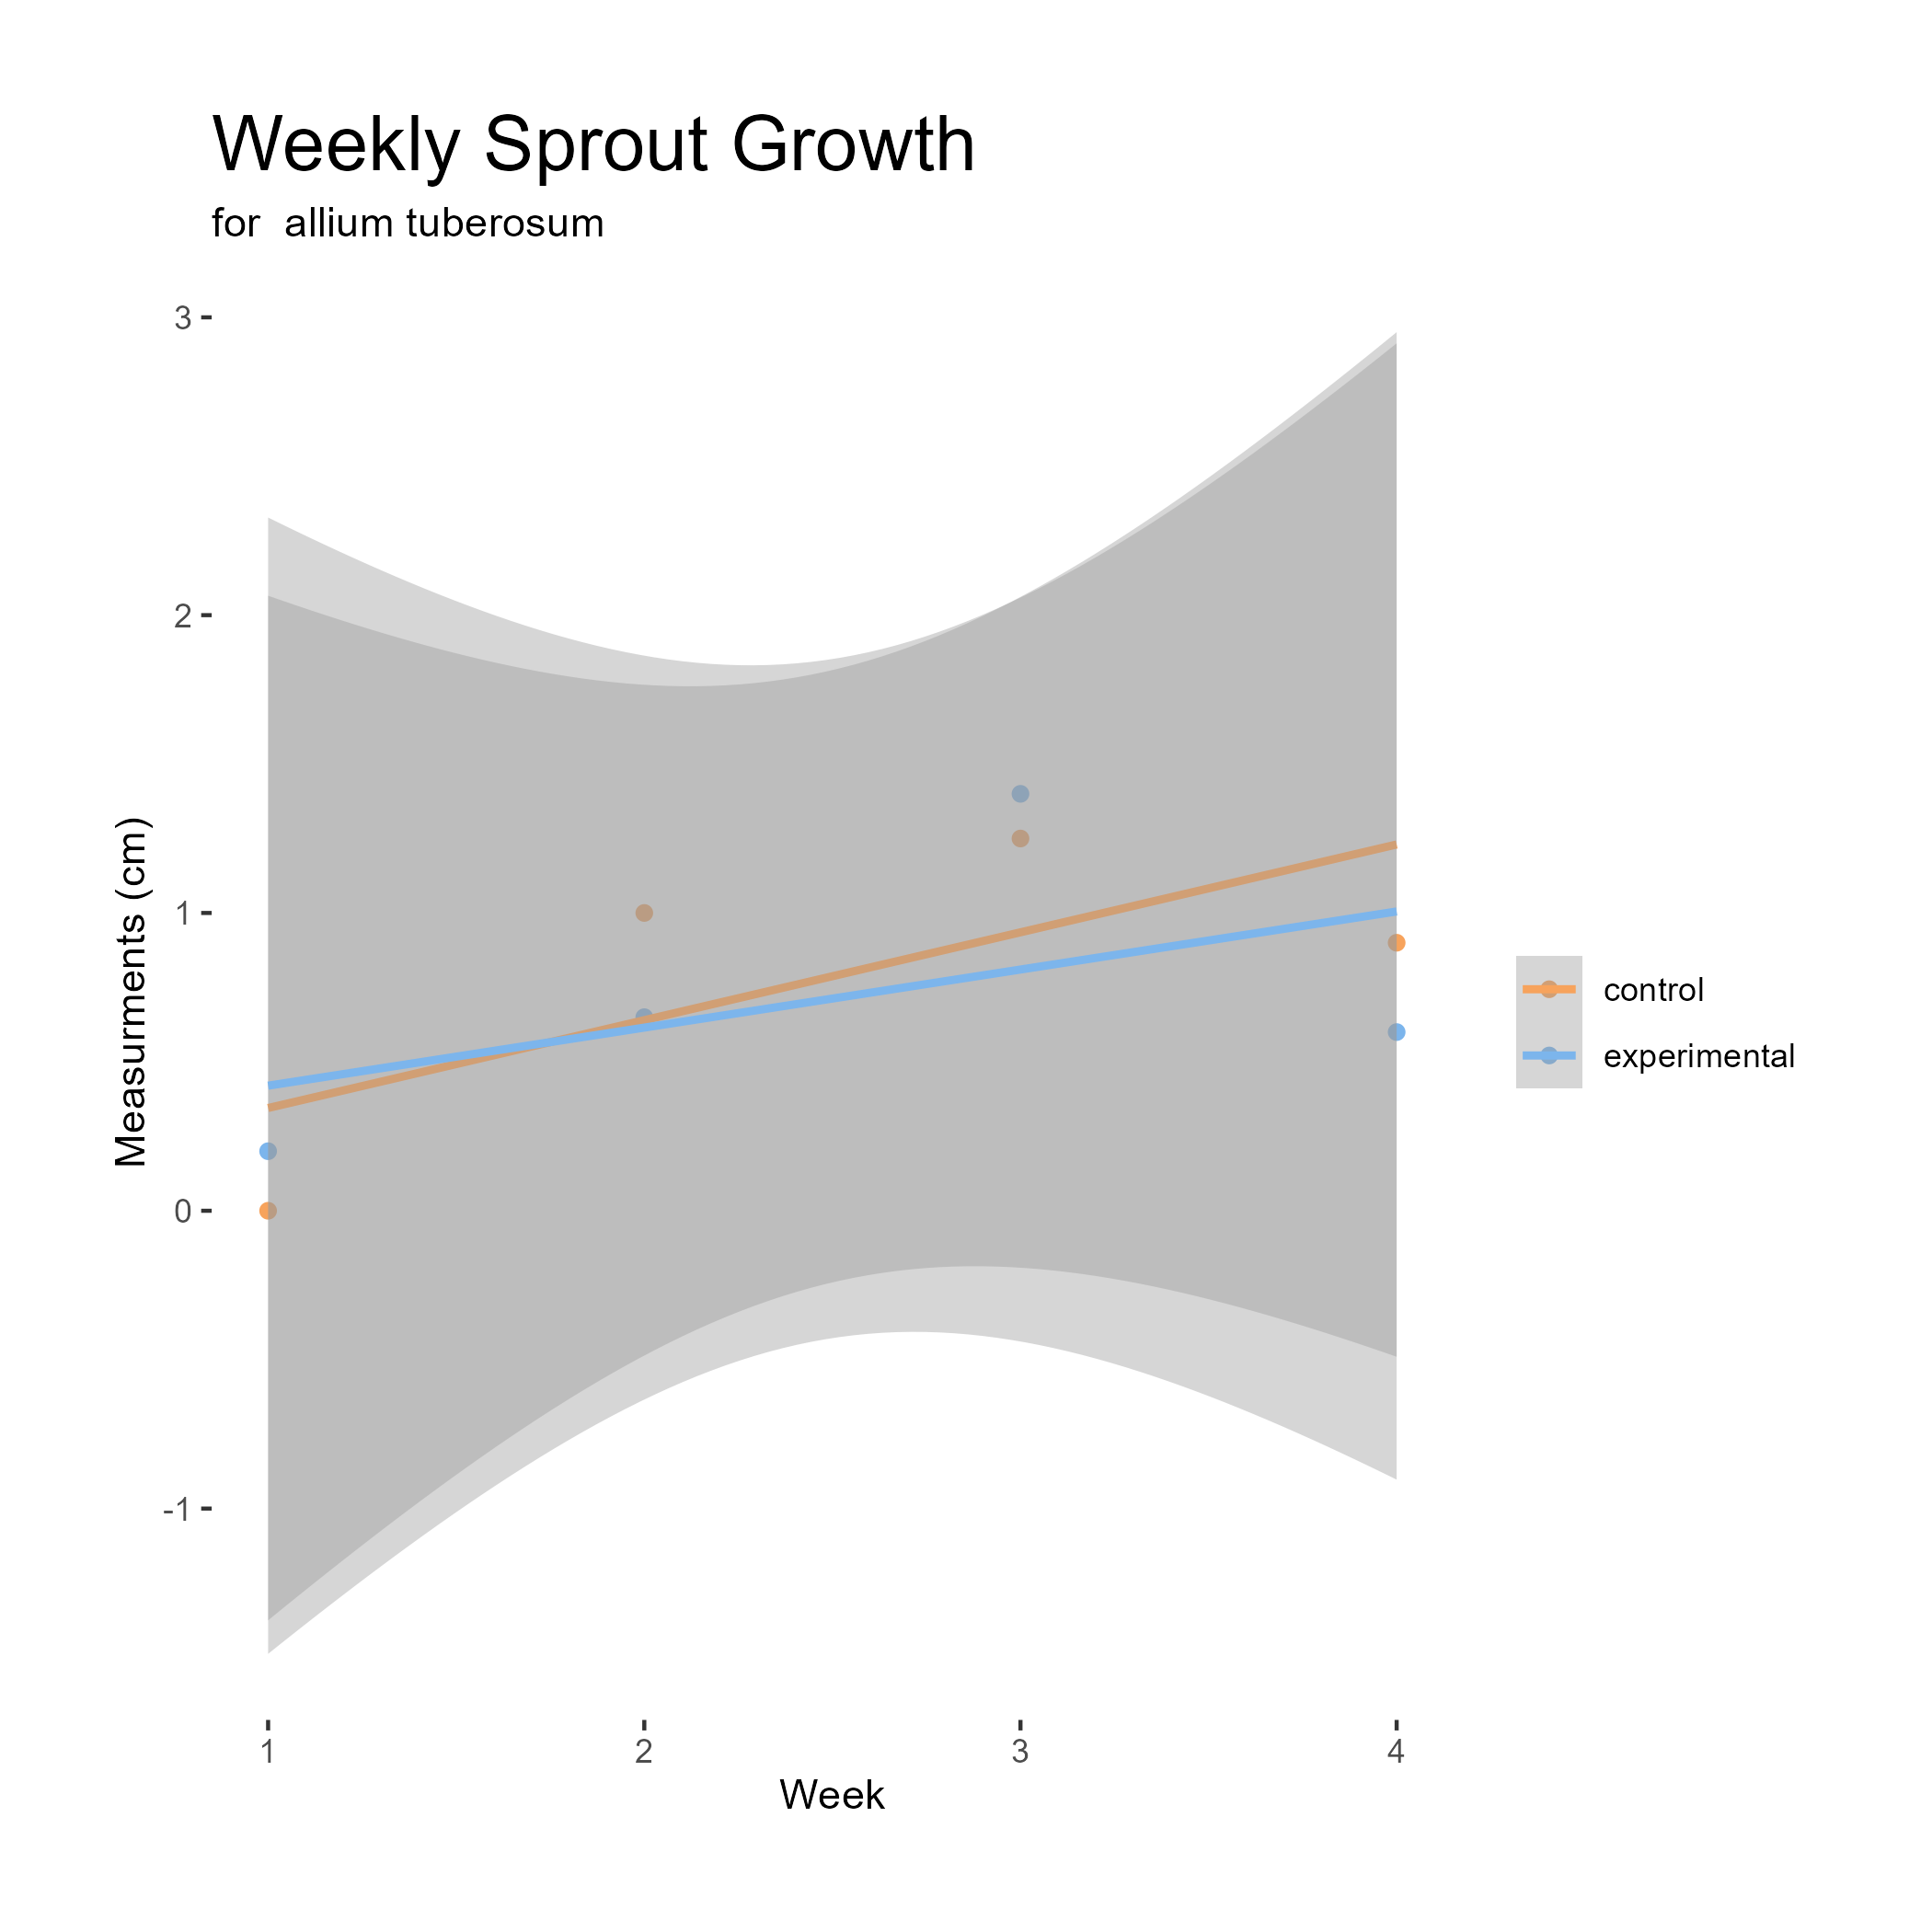 Weekly Sprout Growth
for  allium tuberosum
3
2
1
0
-1
Measurments (cm)
1 2 3 4
Week
control
experimental